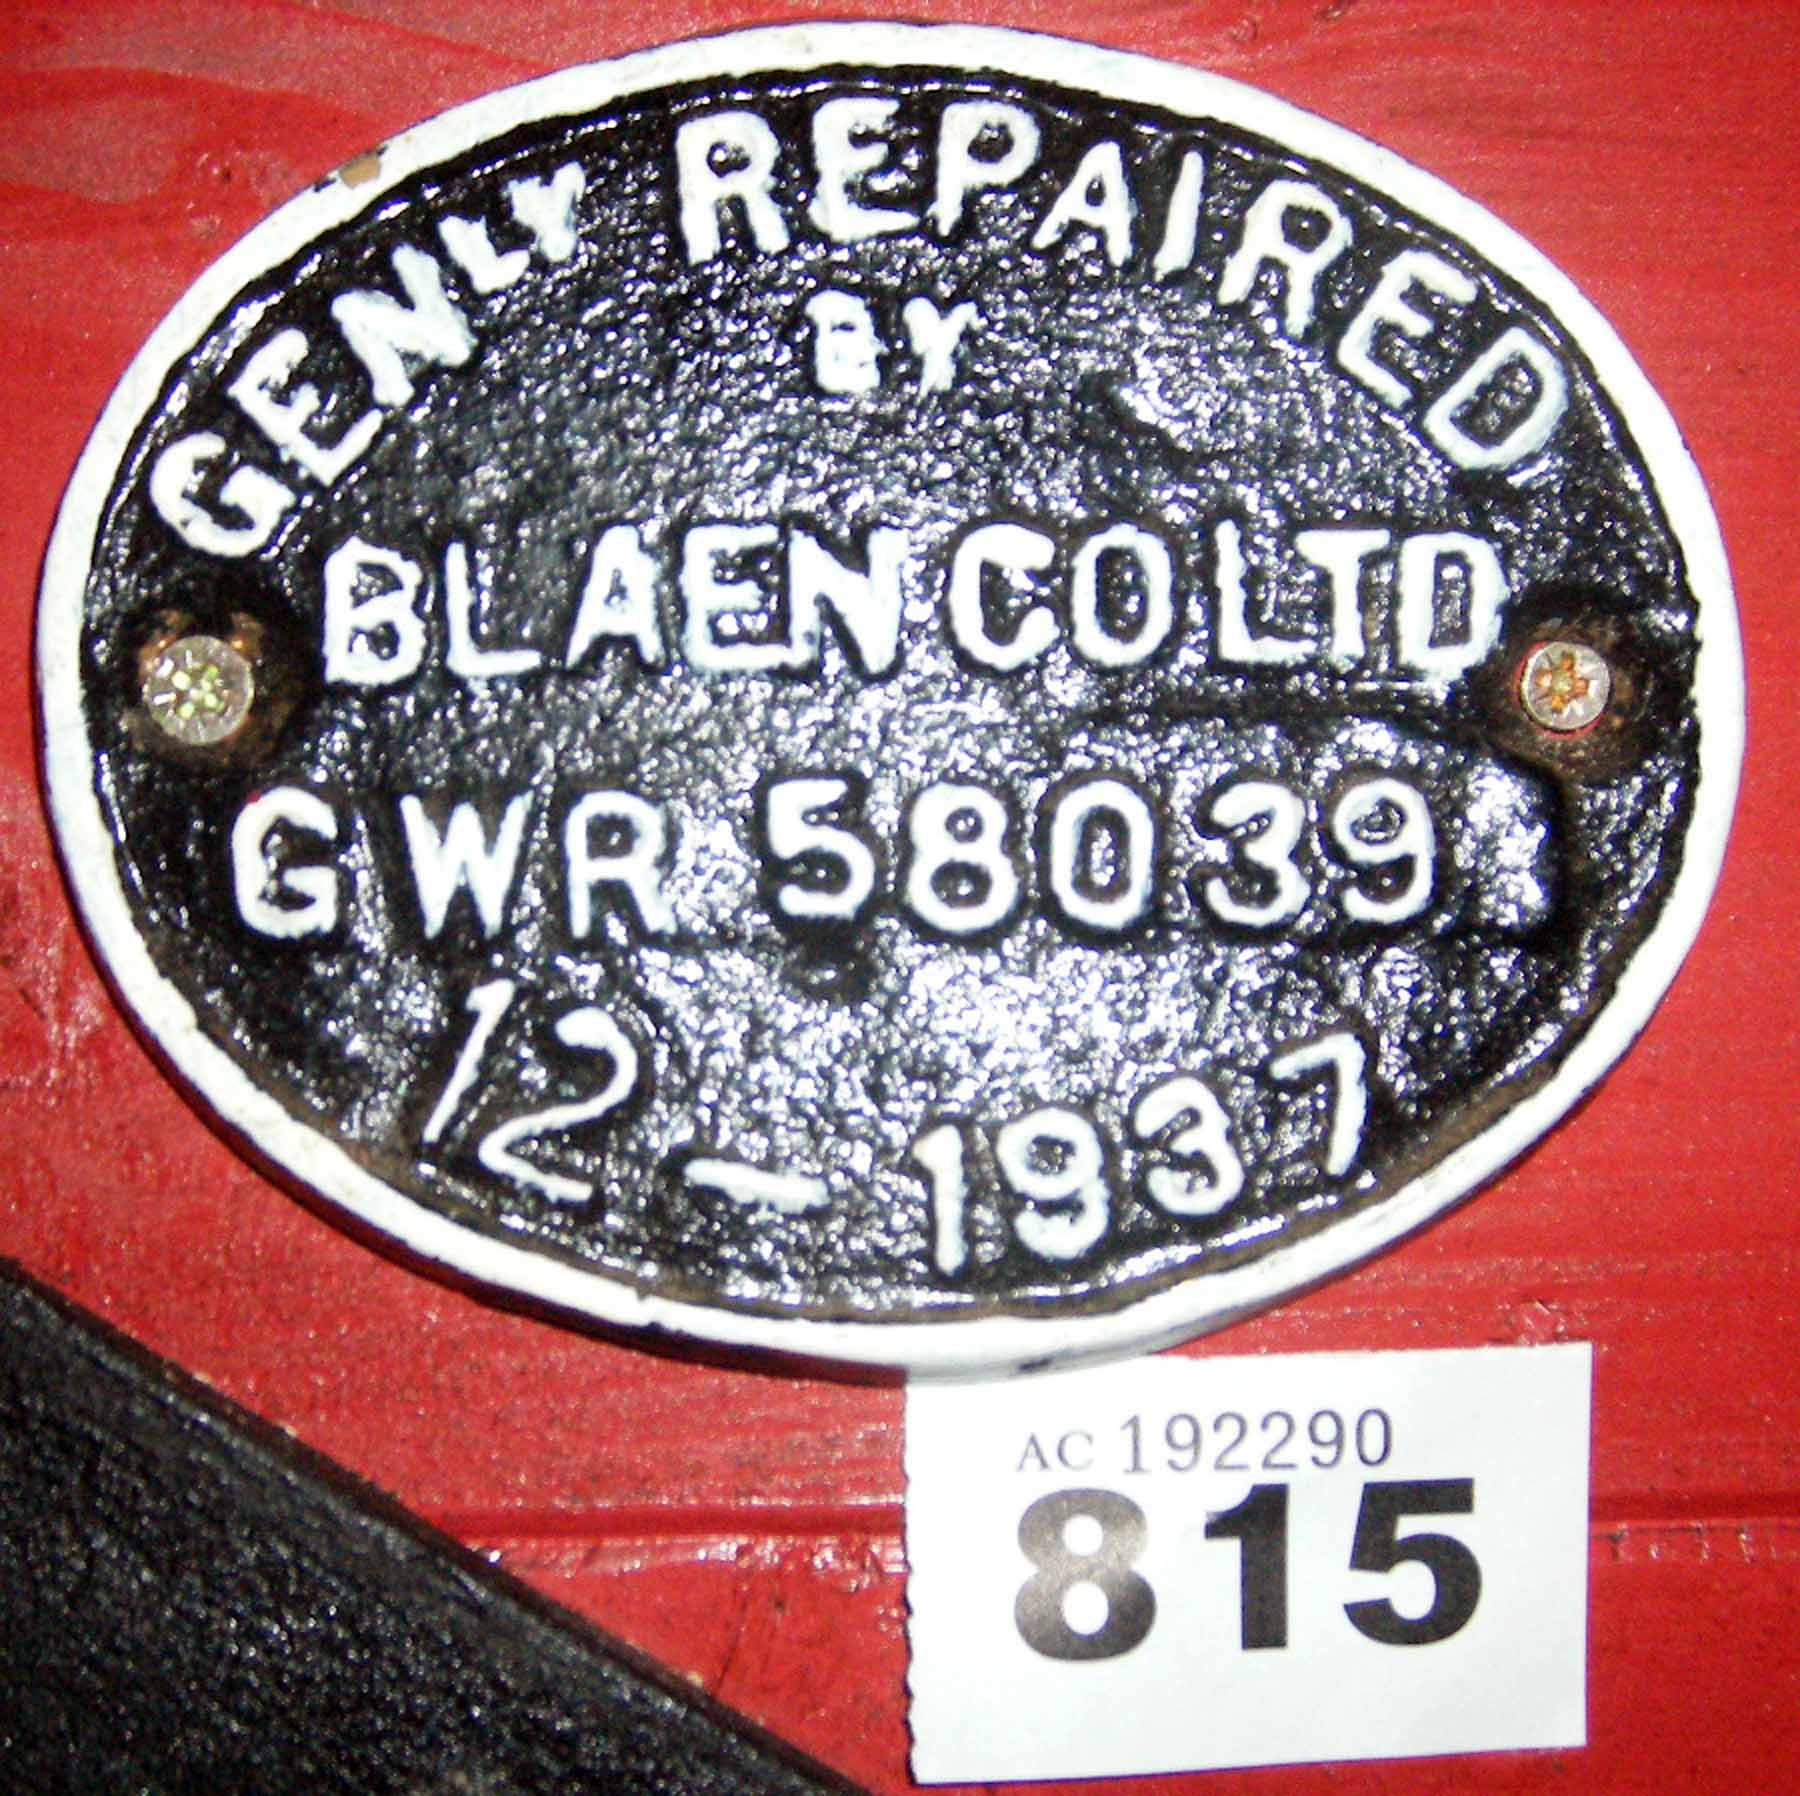 GENLY REPAIRED
BY
BLAEN CO LTD
GWR 58039
12-1937
AC 192290
815